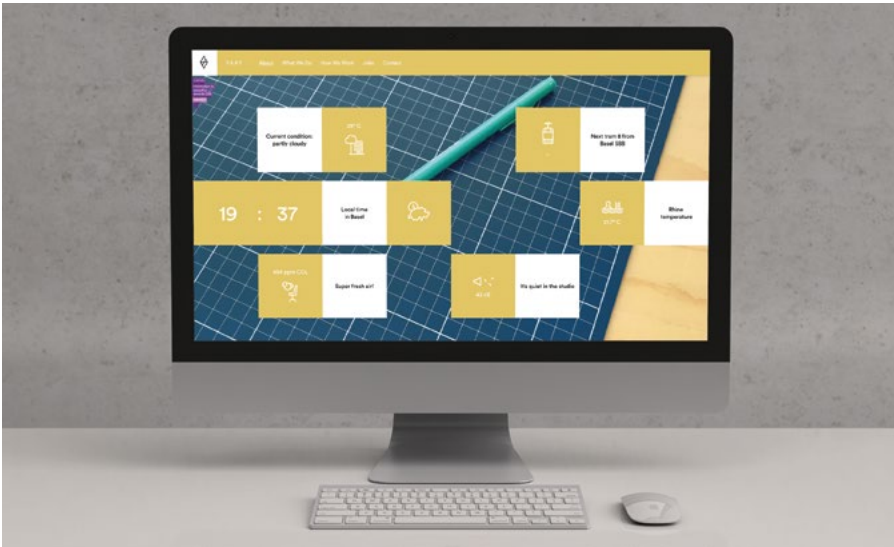 About What We Do How We Work Jobs Contact
Current condition:
partly cloudy
Next tram 8 from
Basel SBB
19 : 37
Local time
in Basel
Rhine
temperature
Super fresh air!
It's quiet in the studio